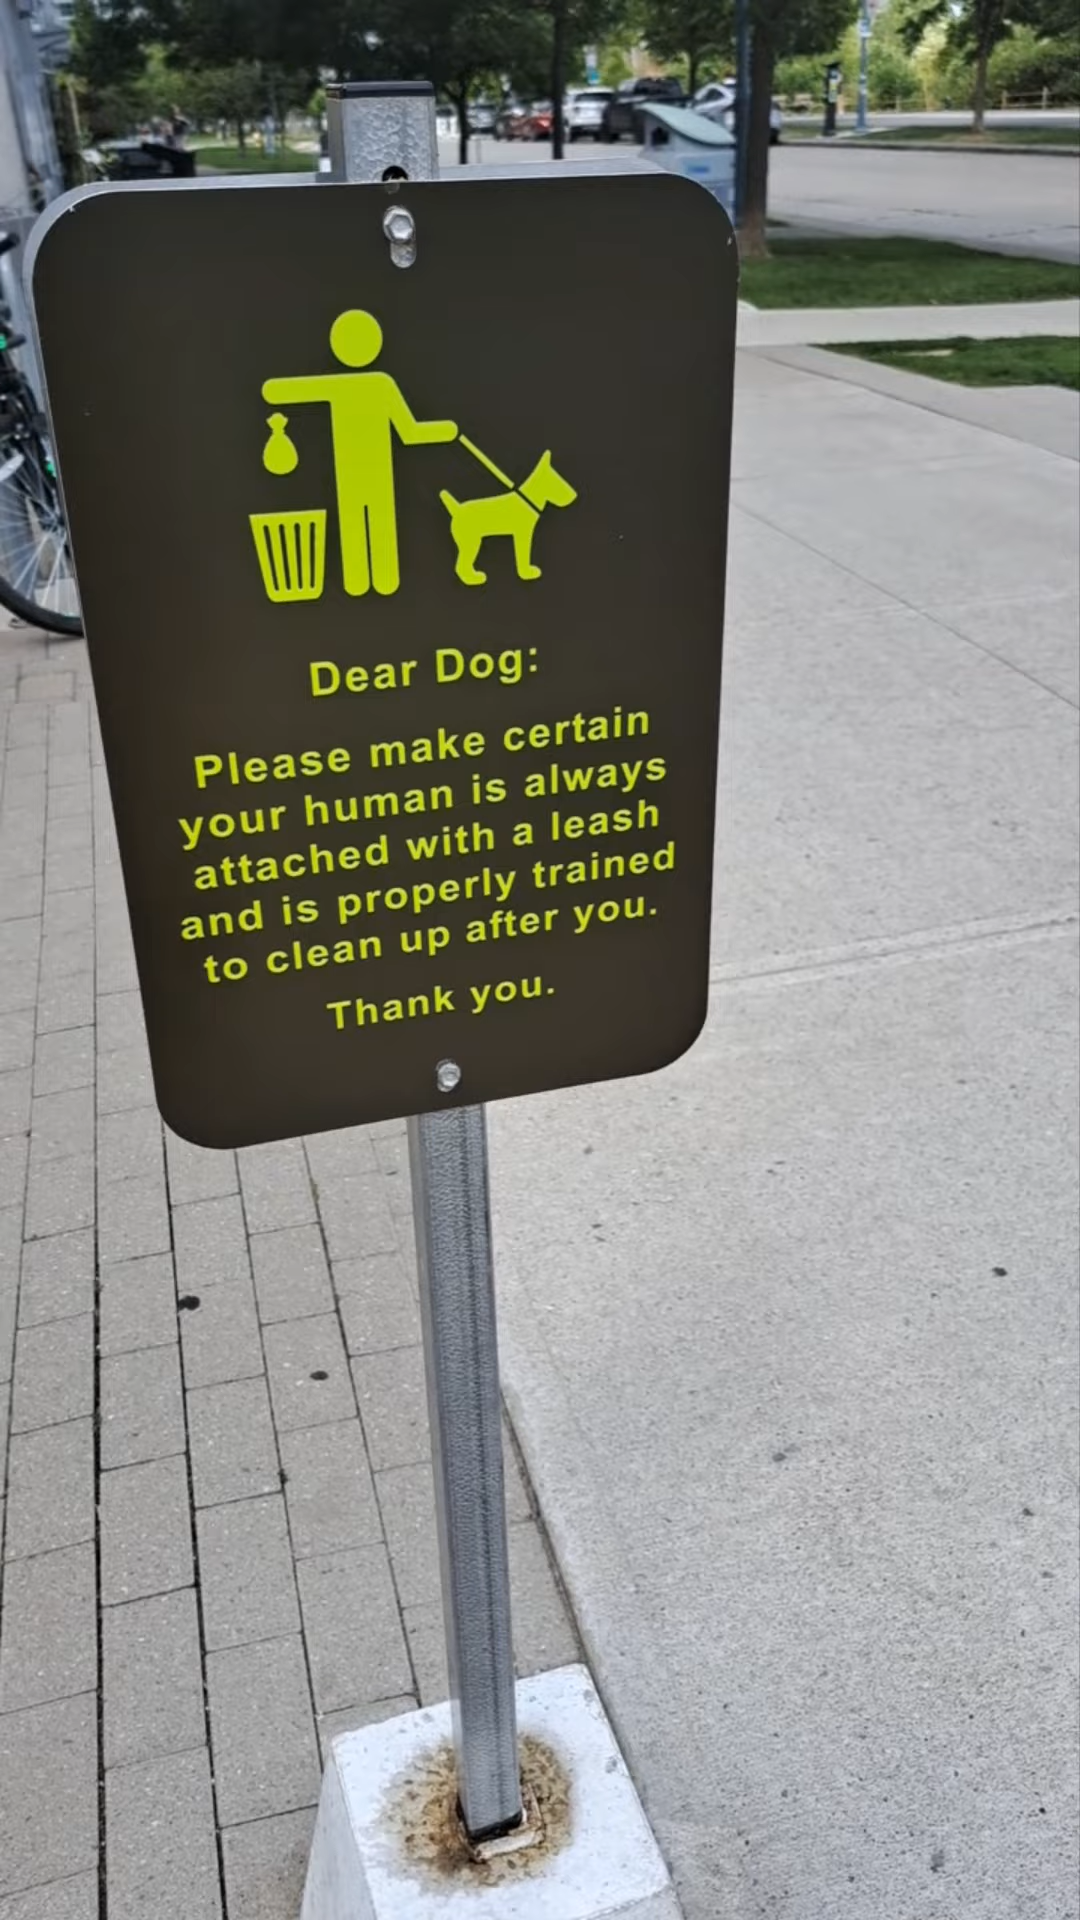 Dear Dog:
Please make certain
your human is always
attached with a leash
and is properly trained
to clean up after you.
Thank you.